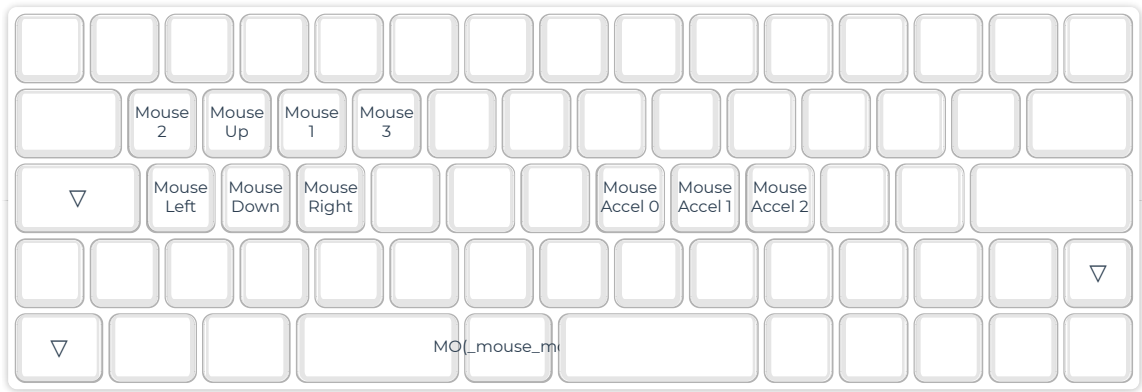 Mouse Mouse Mouse Mouse
2 Up 1 3
▽ Mouse Mouse Mouse Mouse Mouse Mouse
Left Down Right Accel 0 Accel 1 Accel 2
▽
▽ MO(_mouse_m